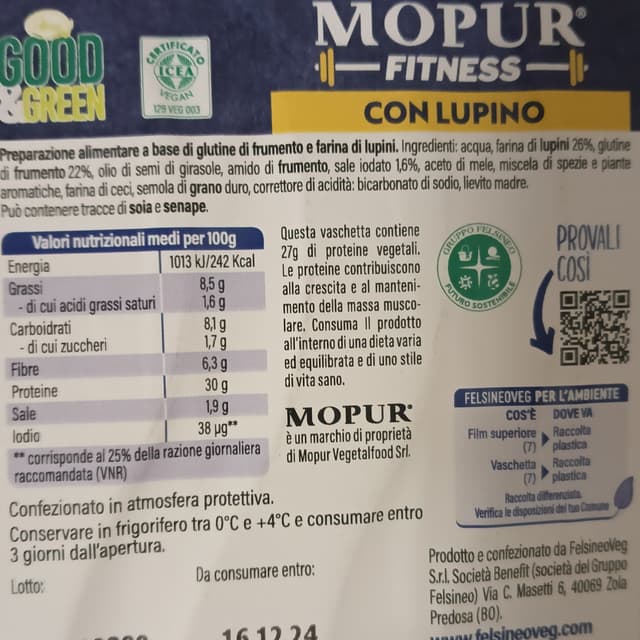 GOOD
&GREEN
CERTIFICATO
ICEA
VEGAN
129 VEG 003
MOPUR®
FITNESS
CON LUPINO
Preparazione alimentare a base di glutine di frumento e farina di lupini. Ingredienti: acqua, farina di lupini 26%, glutine
di frumento 22%, olio di semi di girasole, amido di frumento, sale iodato 1,6%, aceto di mele, miscela di spezie e piante
aromatiche, farina di ceci, semola di grano duro, correttore di acidità: bicarbonato di sodio, lievito madre.
Può contenere tracce di soia e senape.
Valori nutrizionali medi per 100g
Energia 1013 kJ/242 Kcal
Grassi 8,5 g
- di cui acidi grassi saturi 1,6 g
Carboidrati 8,1 g
- di cui zuccheri 1,7 g
Fibre 6,3 g
Proteine 30 g
Sale 1,9 g
Iodio 38 µg**
** corrisponde al 25% della razione giornaliera
raccomandata (VNR)
Questa vaschetta contiene
27g di proteine vegetali.
Le proteine contribuiscono
alla crescita e al manteni-
mento della massa musco-
lare. Consuma Il prodotto
all'interno di una dieta varia
ed equilibrata e di uno stile
di vita sano.
MOPUR®
è un marchio di proprietà
di Mopur Vegetalfood Srl.
GRUPPO FELSINEO
FUTURO SOSTENIBILE
PROVALI
COSÌ
FELSINEOVEG PER L'AMBIENTE
COS'È DOVE VA
Film superiore Raccolta
(7) plastica
Vaschetta Raccolta
(7) plastica
Raccolta differenziata.
Verifica le disposizioni del tuo Comune
Confezionato in atmosfera protettiva.
Conservare in frigorifero tra 0°C e +4°C e consumare entro
3 giorni dall'apertura.
Lotto:
Da consumare entro:
16.12.24
Prodotto e confezionato da FelsineoVeg
S.r.l. Società Benefit (società del Gruppo
Felsineo) Via C. Masetti 6, 40069 Zola
Predosa (BO).
www.felsineoveg.com